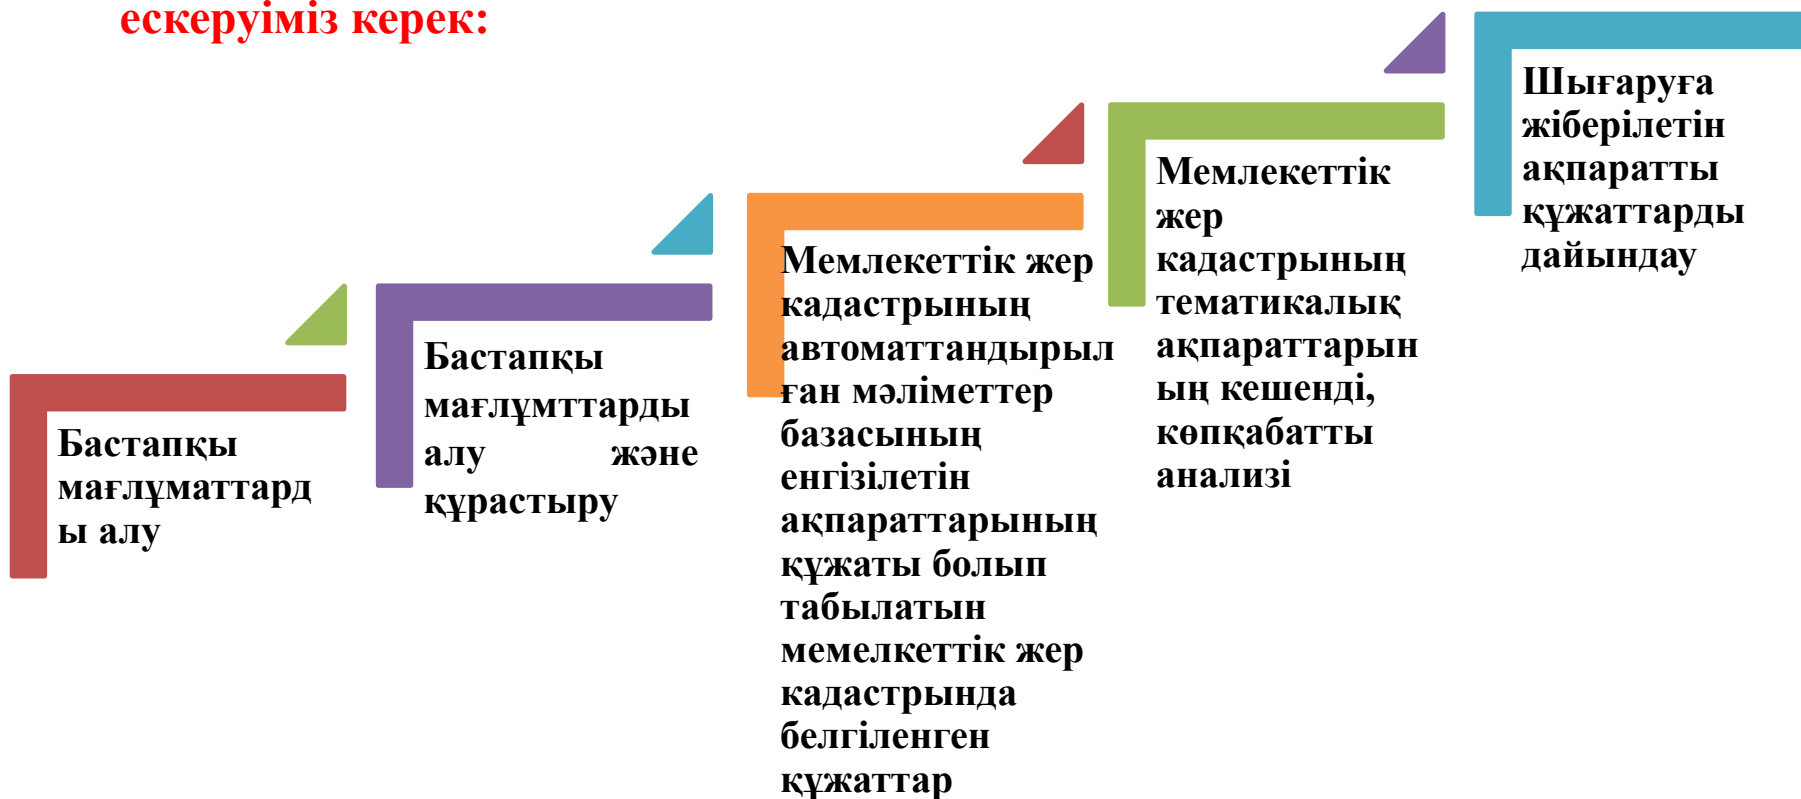 ескеруіміз керек:
Бастапқы
мағлұматтард
ы алу
Бастапқы
мағлұмттарды
алу және
құрастыру
Мемлекеттік жер
кадастрының
автоматтандырыл
ған мәліметтер
базасының
енгізілетін
ақпараттарының
құжаты болып
табылатын
мемелкеттік жер
кадастрында
белгіленген
құжаттар
Мемлекеттік
жер
кадастрының
тематикалық
ақпараттарын
ың кешенді,
көпқабатты
анализі
Шығаруға
жіберілетін
ақпаратты
құжаттарды
дайындау